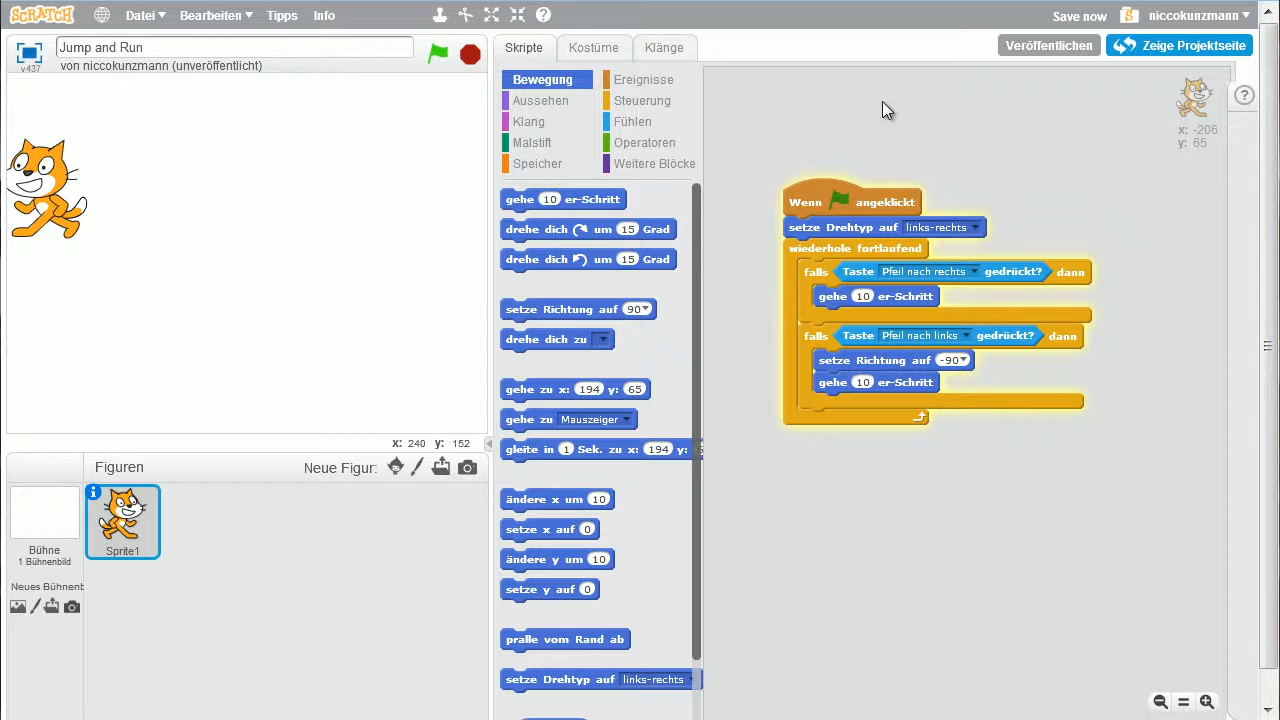 SCRATCH
Datei
Bearbeiten
Tipps
Info
Save now
niccokunzmann
v437
Jump and Run
von niccokunzmann (unveröffentlicht)
Skripte
Kostüme
Klänge
Veröffentlichen
Zeige Projektseite
Bewegung
Ereignisse
Aussehen
Steuerung
Klang
Fühlen
Malstift
Operatoren
Speicher
Weitere Blöcke
gehe 10 er-Schritt
drehe dich um 15 Grad
drehe dich um 15 Grad
setze Richtung auf 90
drehe dich zu
gehe zu x: 194 y: 65
gehe zu Mauszeiger
gleite in 1 Sek. zu x: 194 y:
ändere x um 10
setze x auf 0
ändere y um 10
setze y auf 0
pralle vom Rand ab
setze Drehtyp auf links-rechts
x: -206
y: 65
Wenn angeklickt
setze Drehtyp auf links-rechts
wiederhole fortlaufend
falls Taste Pfeil nach rechts gedrückt? dann
gehe 10 er-Schritt
falls Taste Pfeil nach links gedrückt? dann
setze Richtung auf -90
gehe 10 er-Schritt
x: 240 y: 152
Figuren
Neue Figur:
Bühne
1 Bühnenbild
Neues Bühnenb
Sprite1